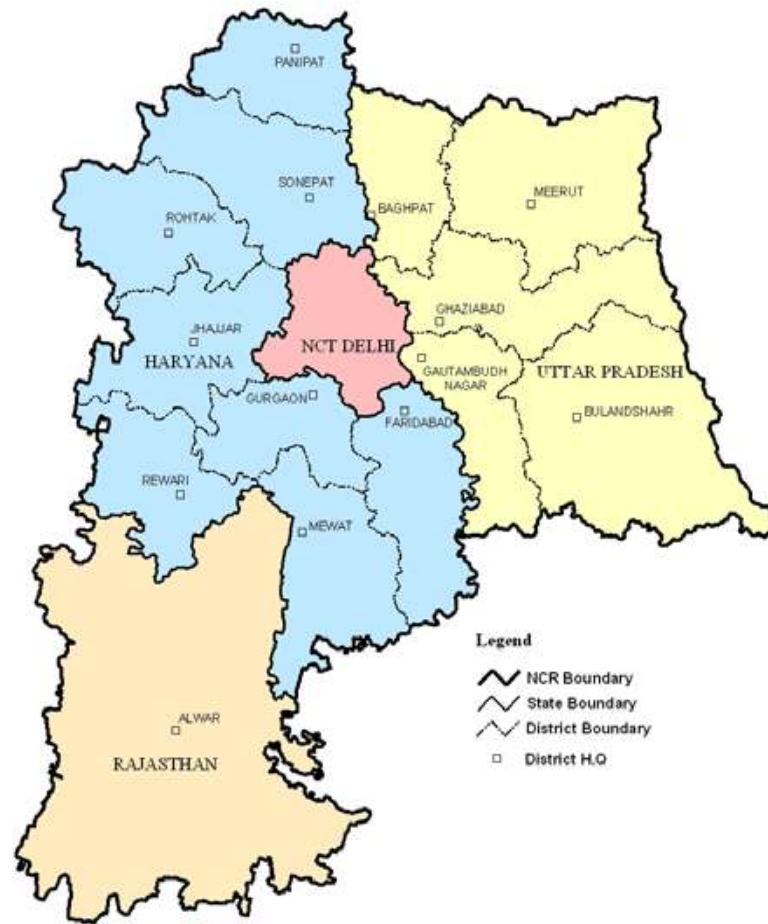 PANIPAT
SONEPAT
MEERUT
BAGHPAT
ROHTAK
GHAZIABAD
JHAJJAR
NCT DELHI
HARYANA
GAUTAMBUDH
NAGAR
UTTAR PRADESH
GURGAON
FARIDABAD
BULANDSHAHR
REWARI
MEWAT
Legend
NCR Boundary
State Boundary
District Boundary
District H.Q
ALWAR
RAJASTHAN